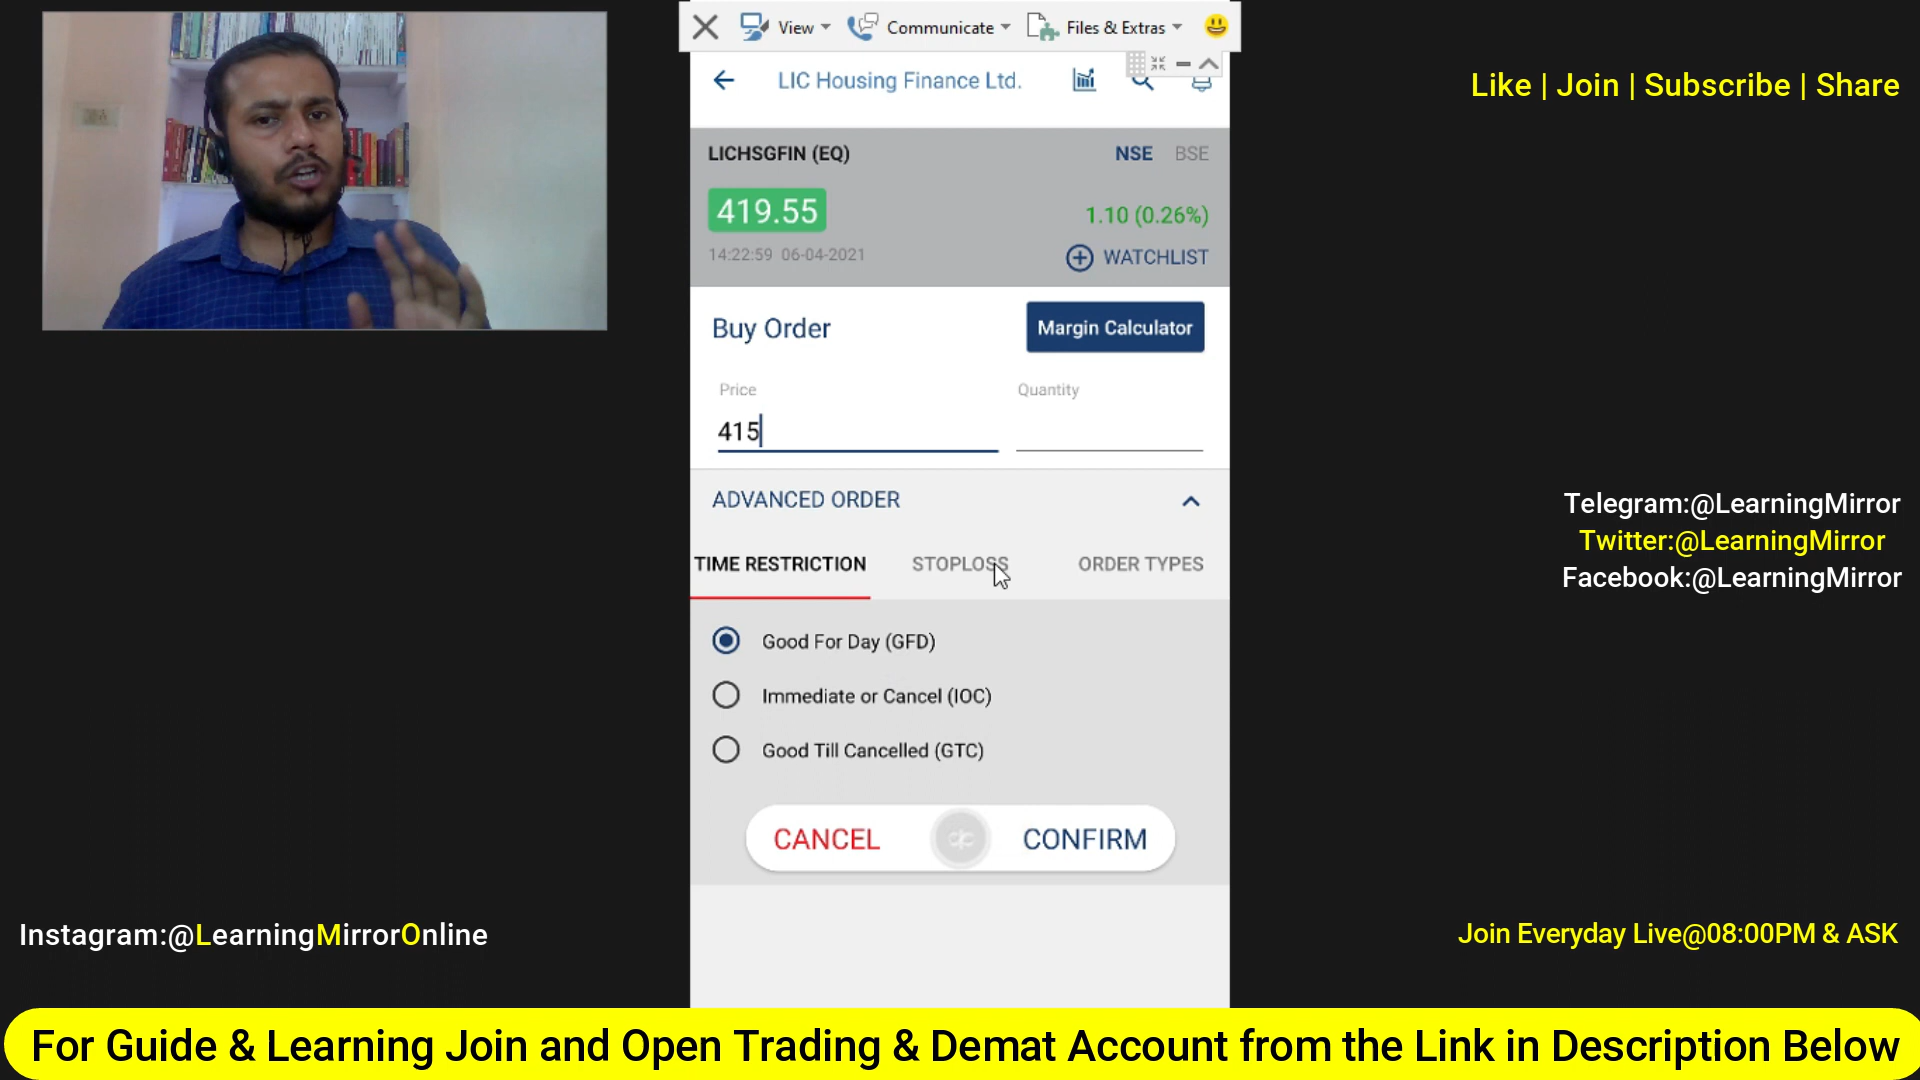 View
Communicate
Files & Extras
LIC Housing Finance Ltd.
Like | Join | Subscribe | Share
LICHSGFIN (EQ)
NSE BSE
419.55
1.10 (0.26%)
14:22:59 06-04-2021
WATCHLIST
Buy Order
Margin Calculator
Price
Quantity
415
ADVANCED ORDER
TIME RESTRICTION
STOPLOSS
ORDER TYPES
Good For Day (GFD)
Immediate or Cancel (IOC)
Good Till Cancelled (GTC)
CANCEL
CONFIRM
Telegram:@LearningMirror
Twitter:@LearningMirror
Facebook:@LearningMirror
Instagram:@LearningMirrorOnline
Join Everyday Live@08:00PM & ASK
For Guide & Learning Join and Open Trading & Demat Account from the Link in Description Below